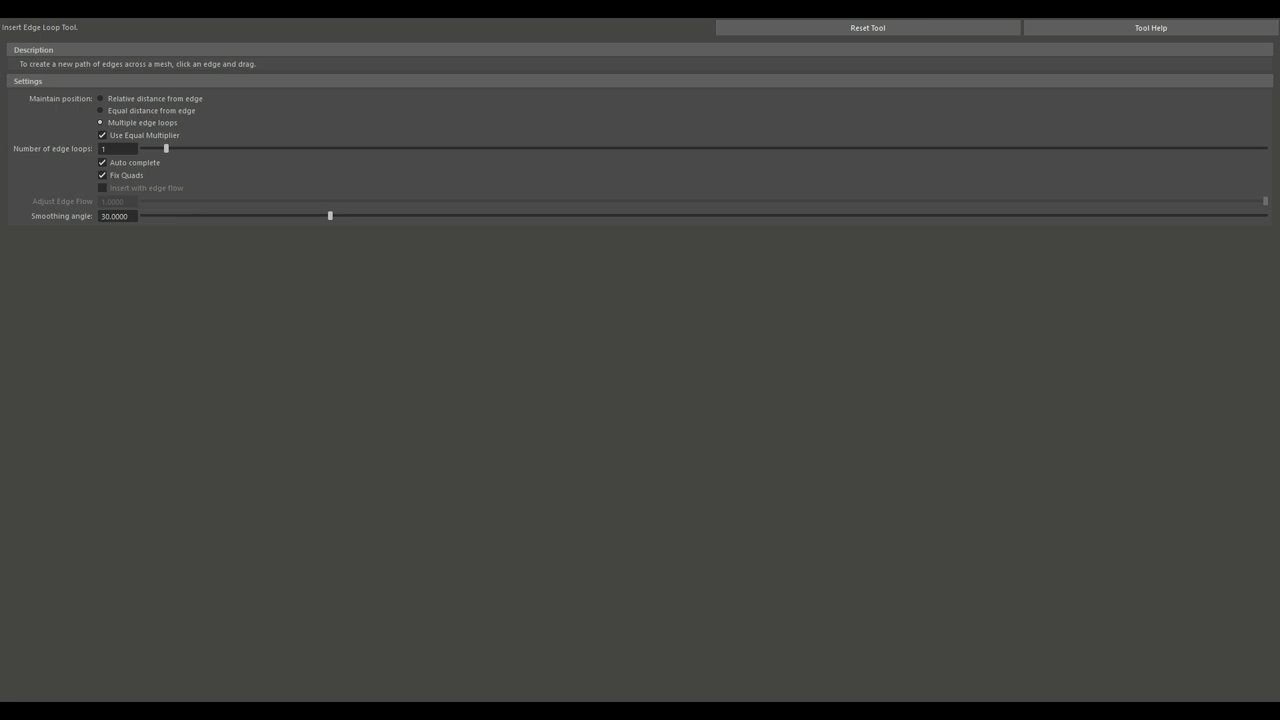 Insert Edge Loop Tool.
Reset Tool
Tool Help
Description
To create a new path of edges across a mesh, click an edge and drag.
Settings
Maintain position: Relative distance from edge
Equal distance from edge
Multiple edge loops
Use Equal Multiplier
Number of edge loops: 1
Auto complete
Fix Quads
Insert with edge flow
Adjust Edge Flow 1.0000
Smoothing angle: 30.0000